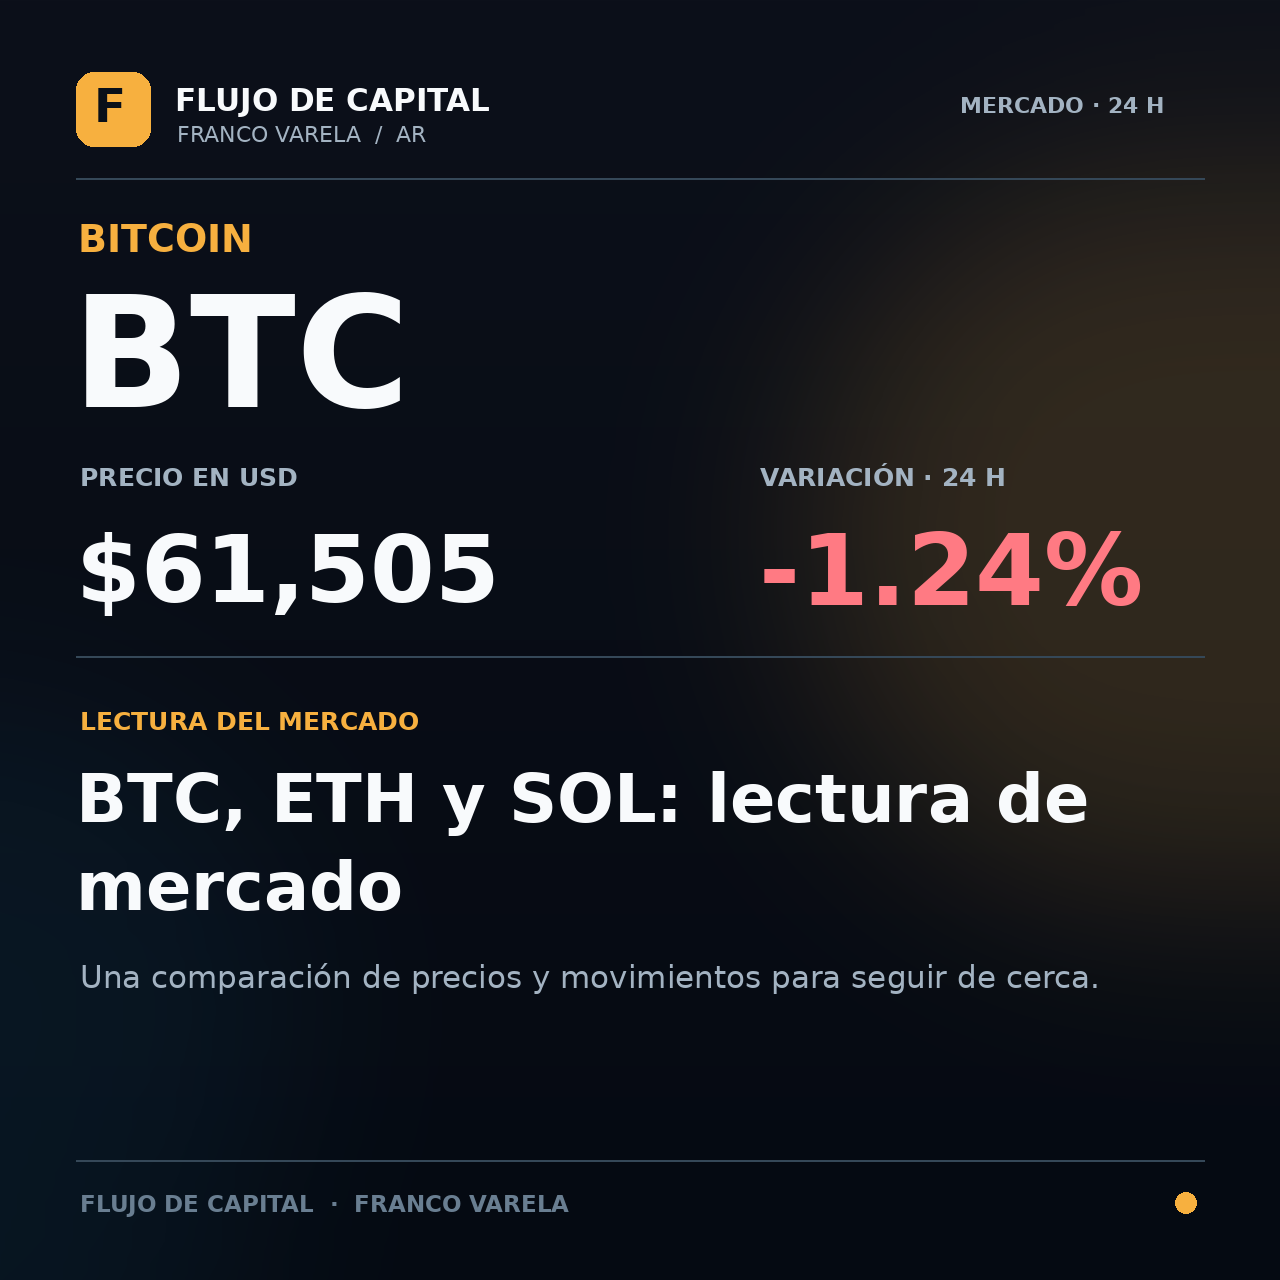 F
FLUJO DE CAPITAL
FRANCO VARELA / AR
MERCADO · 24 H
BITCOIN
BTC
PRECIO EN USD
$61,505
VARIACIÓN · 24 H
-1.24%
LECTURA DEL MERCADO
BTC, ETH y SOL: lectura de
mercado
Una comparación de precios y movimientos para seguir de cerca.
FLUJO DE CAPITAL · FRANCO VARELA